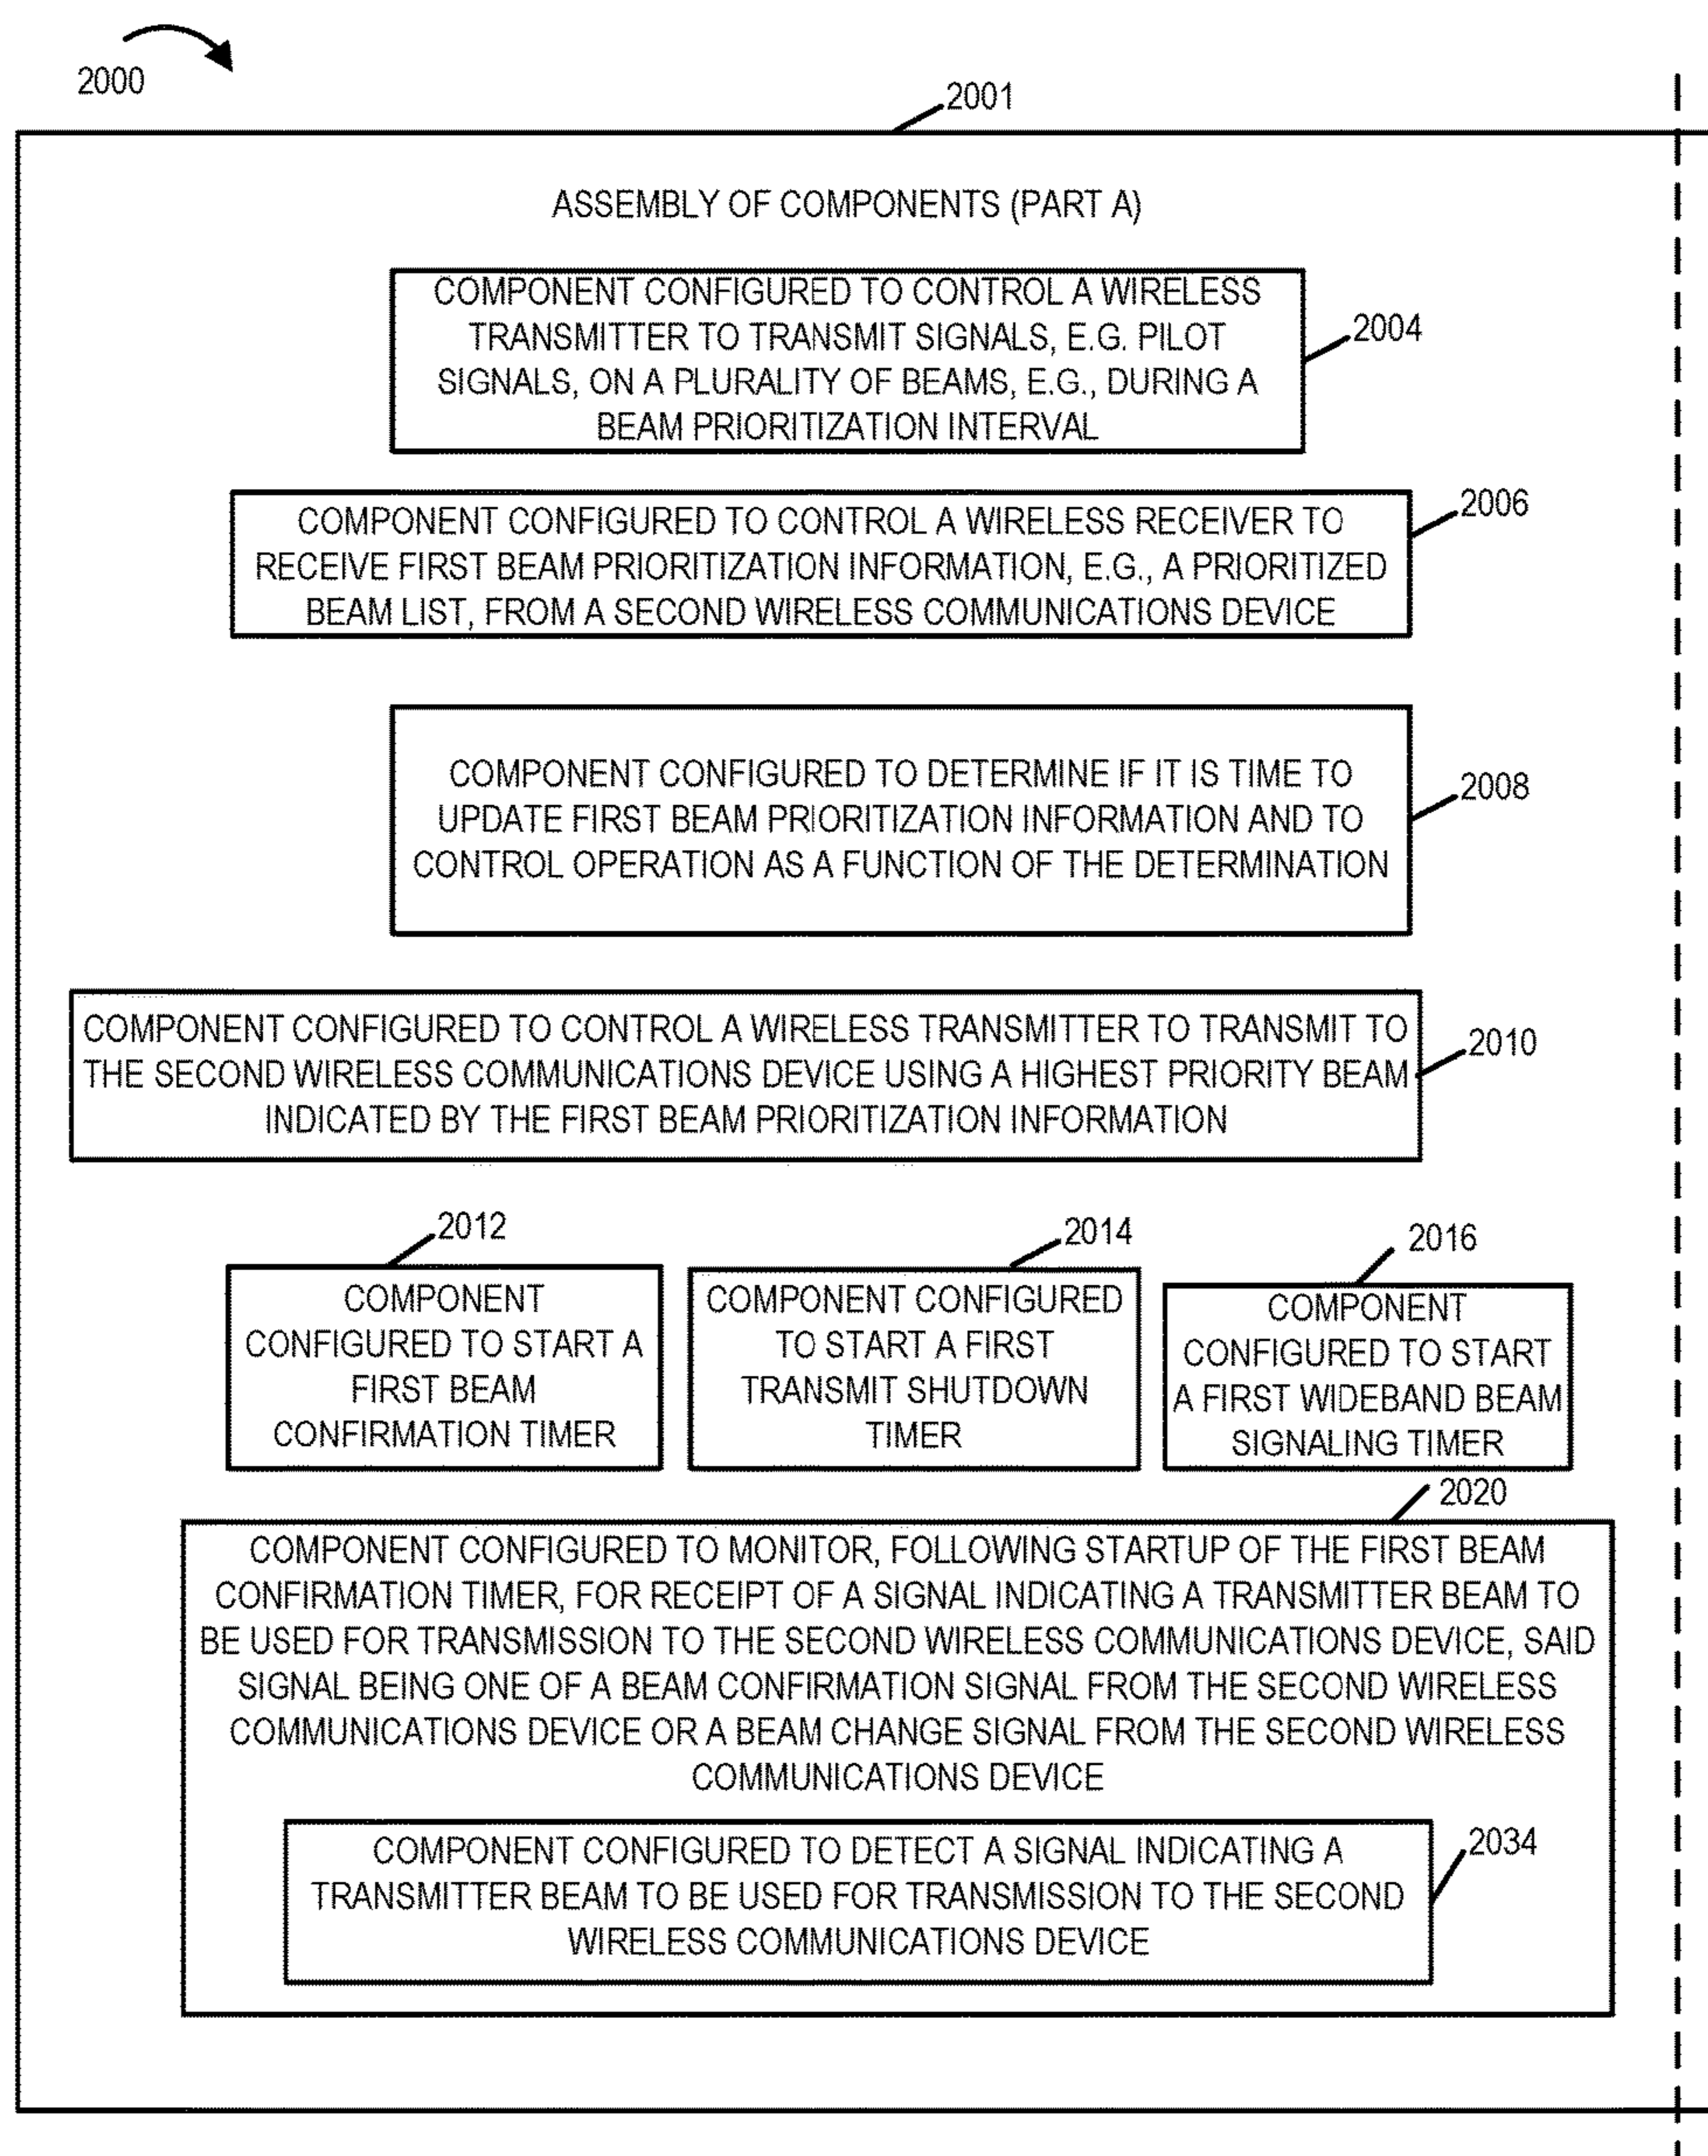 2000
2001
ASSEMBLY OF COMPONENTS (PART A)
COMPONENT CONFIGURED TO CONTROL A WIRELESS
TRANSMITTER TO TRANSMIT SIGNALS, E.G. PILOT
SIGNALS, ON A PLURALITY OF BEAMS, E.G., DURING A
BEAM PRIORITIZATION INTERVAL
2004
COMPONENT CONFIGURED TO CONTROL A WIRELESS RECEIVER TO
RECEIVE FIRST BEAM PRIORITIZATION INFORMATION, E.G., A PRIORITIZED
BEAM LIST, FROM A SECOND WIRELESS COMMUNICATIONS DEVICE
2006
COMPONENT CONFIGURED TO DETERMINE IF IT IS TIME TO
UPDATE FIRST BEAM PRIORITIZATION INFORMATION AND TO
CONTROL OPERATION AS A FUNCTION OF THE DETERMINATION
2008
COMPONENT CONFIGURED TO CONTROL A WIRELESS TRANSMITTER TO TRANSMIT TO
THE SECOND WIRELESS COMMUNICATIONS DEVICE USING A HIGHEST PRIORITY BEAM
INDICATED BY THE FIRST BEAM PRIORITIZATION INFORMATION
2010
2012
COMPONENT
CONFIGURED TO START A
FIRST BEAM
CONFIRMATION TIMER
2014
COMPONENT CONFIGURED
TO START A FIRST
TRANSMIT SHUTDOWN
TIMER
2016
COMPONENT
CONFIGURED TO START
A FIRST WIDEBAND BEAM
SIGNALING TIMER
2020
COMPONENT CONFIGURED TO MONITOR, FOLLOWING STARTUP OF THE FIRST BEAM
CONFIRMATION TIMER, FOR RECEIPT OF A SIGNAL INDICATING A TRANSMITTER BEAM TO
BE USED FOR TRANSMISSION TO THE SECOND WIRELESS COMMUNICATIONS DEVICE, SAID
SIGNAL BEING ONE OF A BEAM CONFIRMATION SIGNAL FROM THE SECOND WIRELESS
COMMUNICATIONS DEVICE OR A BEAM CHANGE SIGNAL FROM THE SECOND WIRELESS
COMMUNICATIONS DEVICE
COMPONENT CONFIGURED TO DETECT A SIGNAL INDICATING A
TRANSMITTER BEAM TO BE USED FOR TRANSMISSION TO THE SECOND
WIRELESS COMMUNICATIONS DEVICE
2034